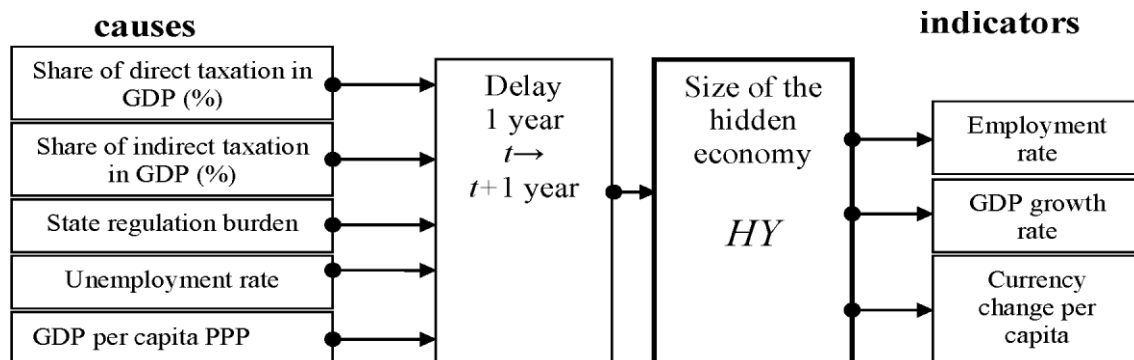 causes
Share of direct taxation in
GDP (%)
Share of indirect taxation
in GDP (%)
State regulation burden
Unemployment rate
GDP per capita PPP
Delay
1 year
t→
t+1 year
Size of the
hidden
economy
HY
indicators
Employment
rate
GDP growth
rate
Currency
change per
capita